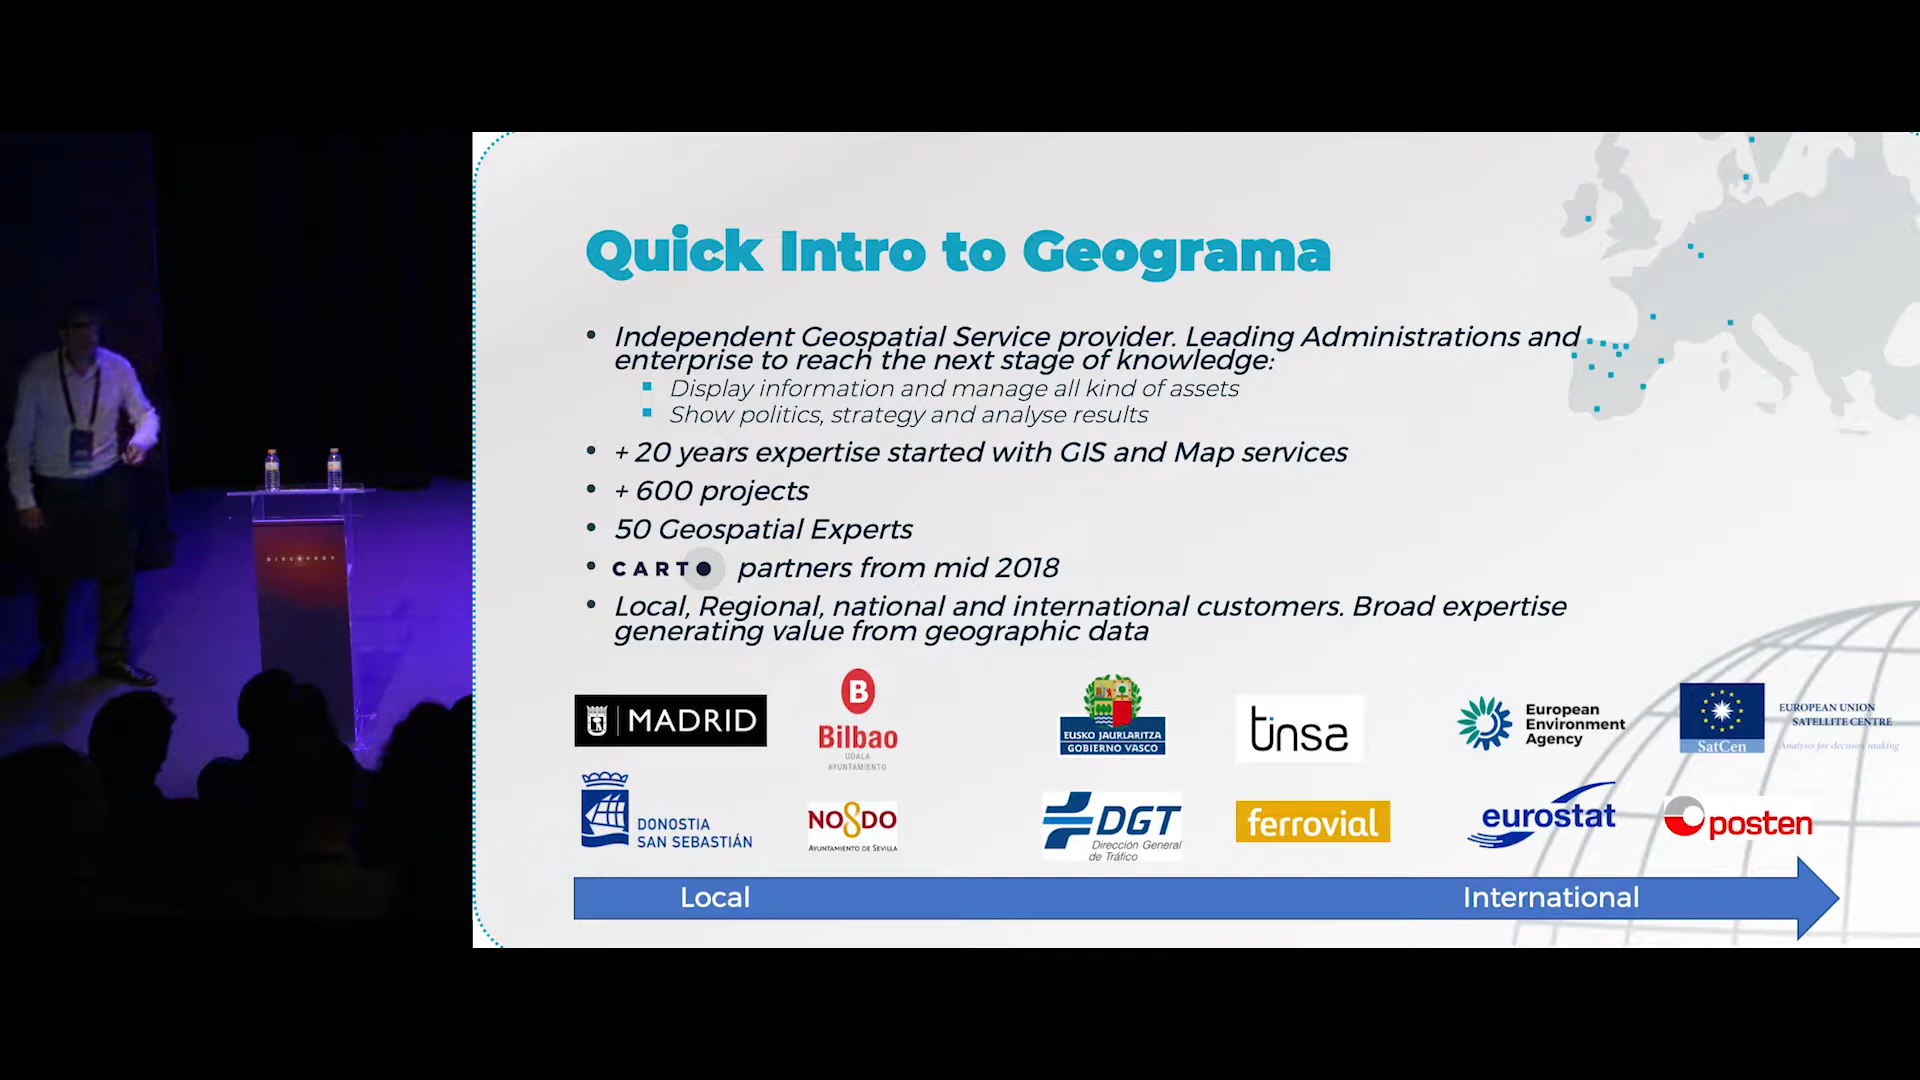 Quick Intro to Geograma
• Independent Geospatial Service provider. Leading Administrations and
enterprise to reach the next stage of knowledge:
Display information and manage all kind of assets
Show politics, strategy and analyse results
• + 20 years expertise started with GIS and Map services
• + 600 projects
• 50 Geospatial Experts
• CARTO partners from mid 2018
• Local, Regional, national and international customers. Broad expertise
generating value from geographic data
MADRID
B
Bilbao
UDALA
AYUNTAMIENTO
EUSKO JAURLARITZA
GOBIERNO VASCO
tinsa
European
Environment
Agency
SatCen
EUROPEAN UNION
SATELLITE CENTRE
Analysis for decision making
DONOSTIA
SAN SEBASTIÁN
NO8DO
AYUNTAMIENTO DE SEVILLA
DGT
Dirección General
de Tráfico
ferrovial
eurostat
posten
Local
International
DISCOVERY